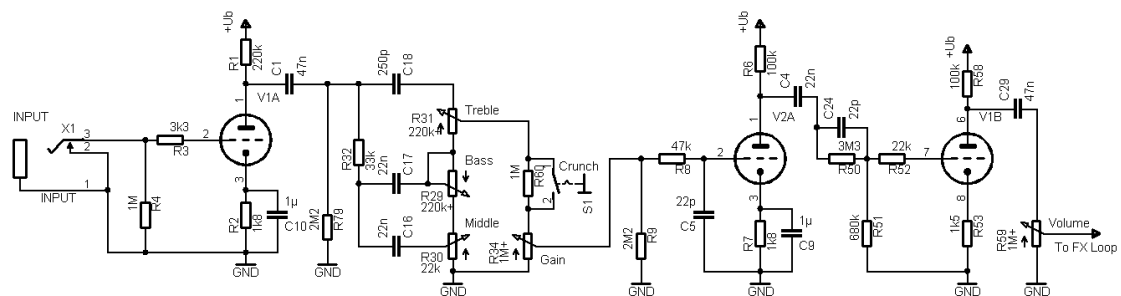 INPUT
X1
3
2
1
INPUT
1M
R4
3k3
R3
2
+Ub
R1
220k
1
V1A
3
R2
1k8
1µ
C10
GND
C1
47n
2M2
R79
GND
R32
33k
250p
C18
22n
C17
22n
C16
R31
220k+
Treble
Bass
R29
220k+
Middle
R30
22k
GND
1M
R60
1
2
Crunch
S1
R34
1M+
Gain
2M2
R9
GND
47k
R8
22p
C5
2
+Ub
R6
100k
1
V2A
3
R7
1k8
1µ
C9
GND
C4
22n
C24
22p
3M3
R50
680k
R51
22k
R52
7
+Ub
100k
R58
6
V1B
8
1k5
R53
GND
C29
47n
R59
1M+
Volume
To FX Loop
GND